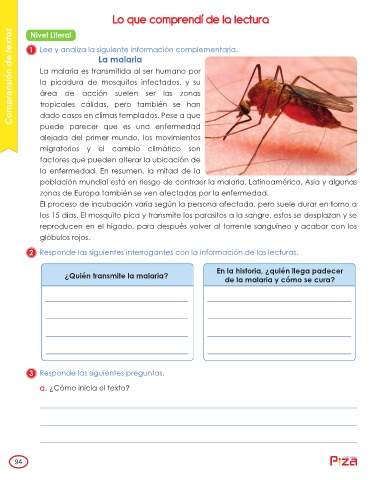 Lo que comprendí de la lectura
Comprensión de textos
Nivel Literal
1 Lee y analiza la siguiente información complementaria.
La malaria
La malaria es transmitida al ser humano por
la picadura de mosquitos infectados, y su
área de acción suelen ser las zonas
tropicales cálidas, pero también se han
dado casos en climas templados. Pese a que
puede parecer que es una enfermedad
alejada del primer mundo, los movimientos
migratorios y el cambio climático son
factores que pueden alterar la ubicación de
la enfermedad. En resumen, la mitad de la
población mundial está en riesgo de contraer la malaria. Latinoamérica, Asia y algunas
zonas de Europa también se ven afectadas por la enfermedad.
El proceso de incubación varía según la persona afectada, pero suele durar en torno a
los 15 días. El mosquito pica y transmite los parásitos a la sangre, estos se desplazan y se
reproducen en el hígado, para después volver al torrente sanguíneo y acabar con los
glóbulos rojos.
2 Responde las siguientes interrogantes con la información de las lecturas.
¿Quién transmite la malaria?
En la historia, ¿quién llega padecer
de la malaria y cómo se cura?
3 Responde las siguientes preguntas.
a. ¿Cómo inicia el texto?
94